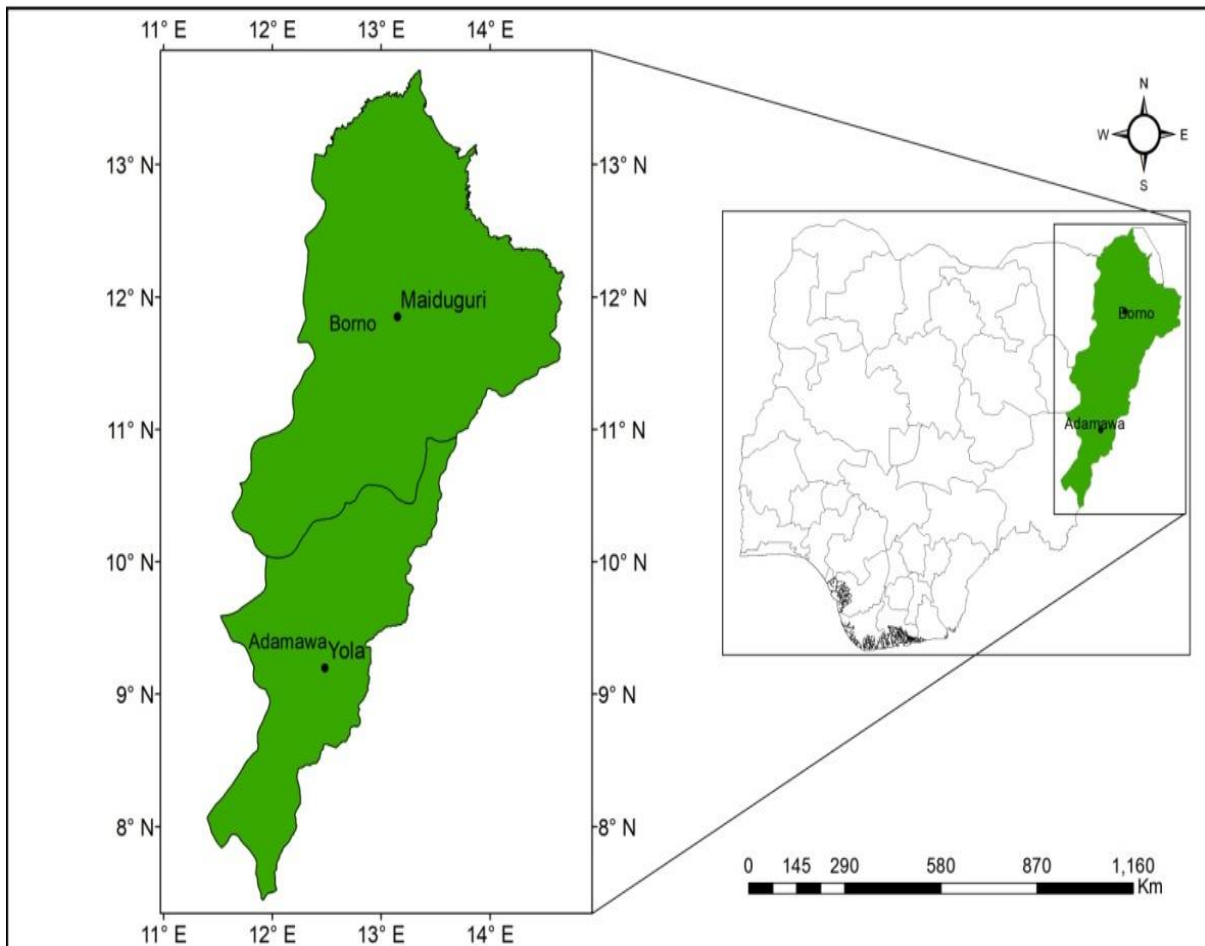 11° E 12° E 13° E 14° E
N
W E
S
13° N 13° N
12° N 12° N
Maiduguri
Borno
Borno
11° N 11° N
Adamawa
10° N 10° N
Adamawa Yola
9° N 9° N
8° N 8° N
0 145 290 580 870 1,160
Km
11° E 12° E 13° E 14° E